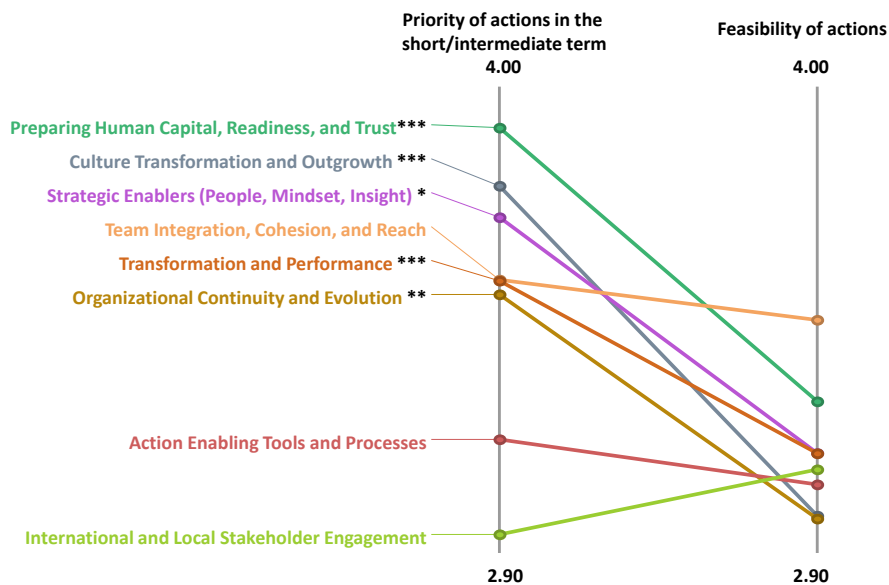 Priority of actions in the
short/intermediate term
4.00
Feasibility of actions
4.00
Preparing Human Capital, Readiness, and Trust***
Culture Transformation and Outgrowth ***
Strategic Enablers (People, Mindset, Insight) *
Team Integration, Cohesion, and Reach
Transformation and Performance ***
Organizational Continuity and Evolution **
Action Enabling Tools and Processes
International and Local Stakeholder Engagement
2.90
2.90